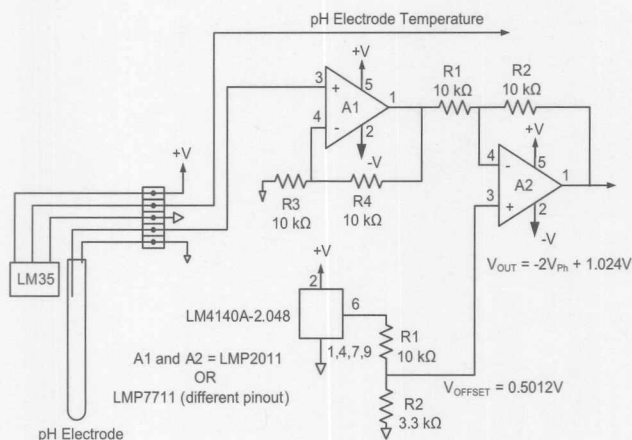 pH Electrode Temperature
+V
3
+
A1
5
4
-
2
-V
1
R1
10 kΩ
R2
10 kΩ
+V
4
-
5
A2
1
3
+
2
-V
R3
10 kΩ
R4
10 kΩ
+V
LM35
VOUT = -2VPh + 1.024V
+V
2
6
LM4140A-2.048
1,4,7,9
R1
10 kΩ
A1 and A2 = LMP2011
OR
LMP7711 (different pinout)
VOFFSET = 0.5012V
R2
3.3 kΩ
pH Electrode